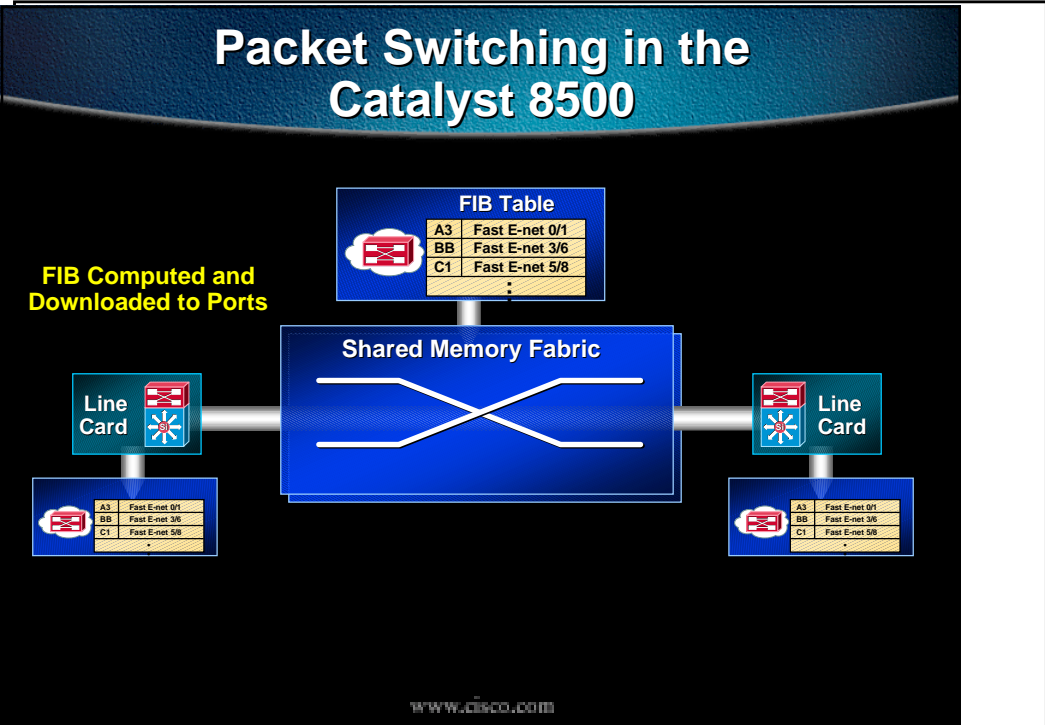 Packet Switching in the
Catalyst 8500
FIB Table
A3 Fast E-net 0/1
BB Fast E-net 3/6
C1 Fast E-net 5/8
:
FIB Computed and
Downloaded to Ports
Shared Memory Fabric
Line
Card
Si
Line
Card
Si
A3 Fast E-net 0/1
BB Fast E-net 3/6
C1 Fast E-net 5/8
A3 Fast E-net 0/1
BB Fast E-net 3/6
C1 Fast E-net 5/8
www.cisco.com